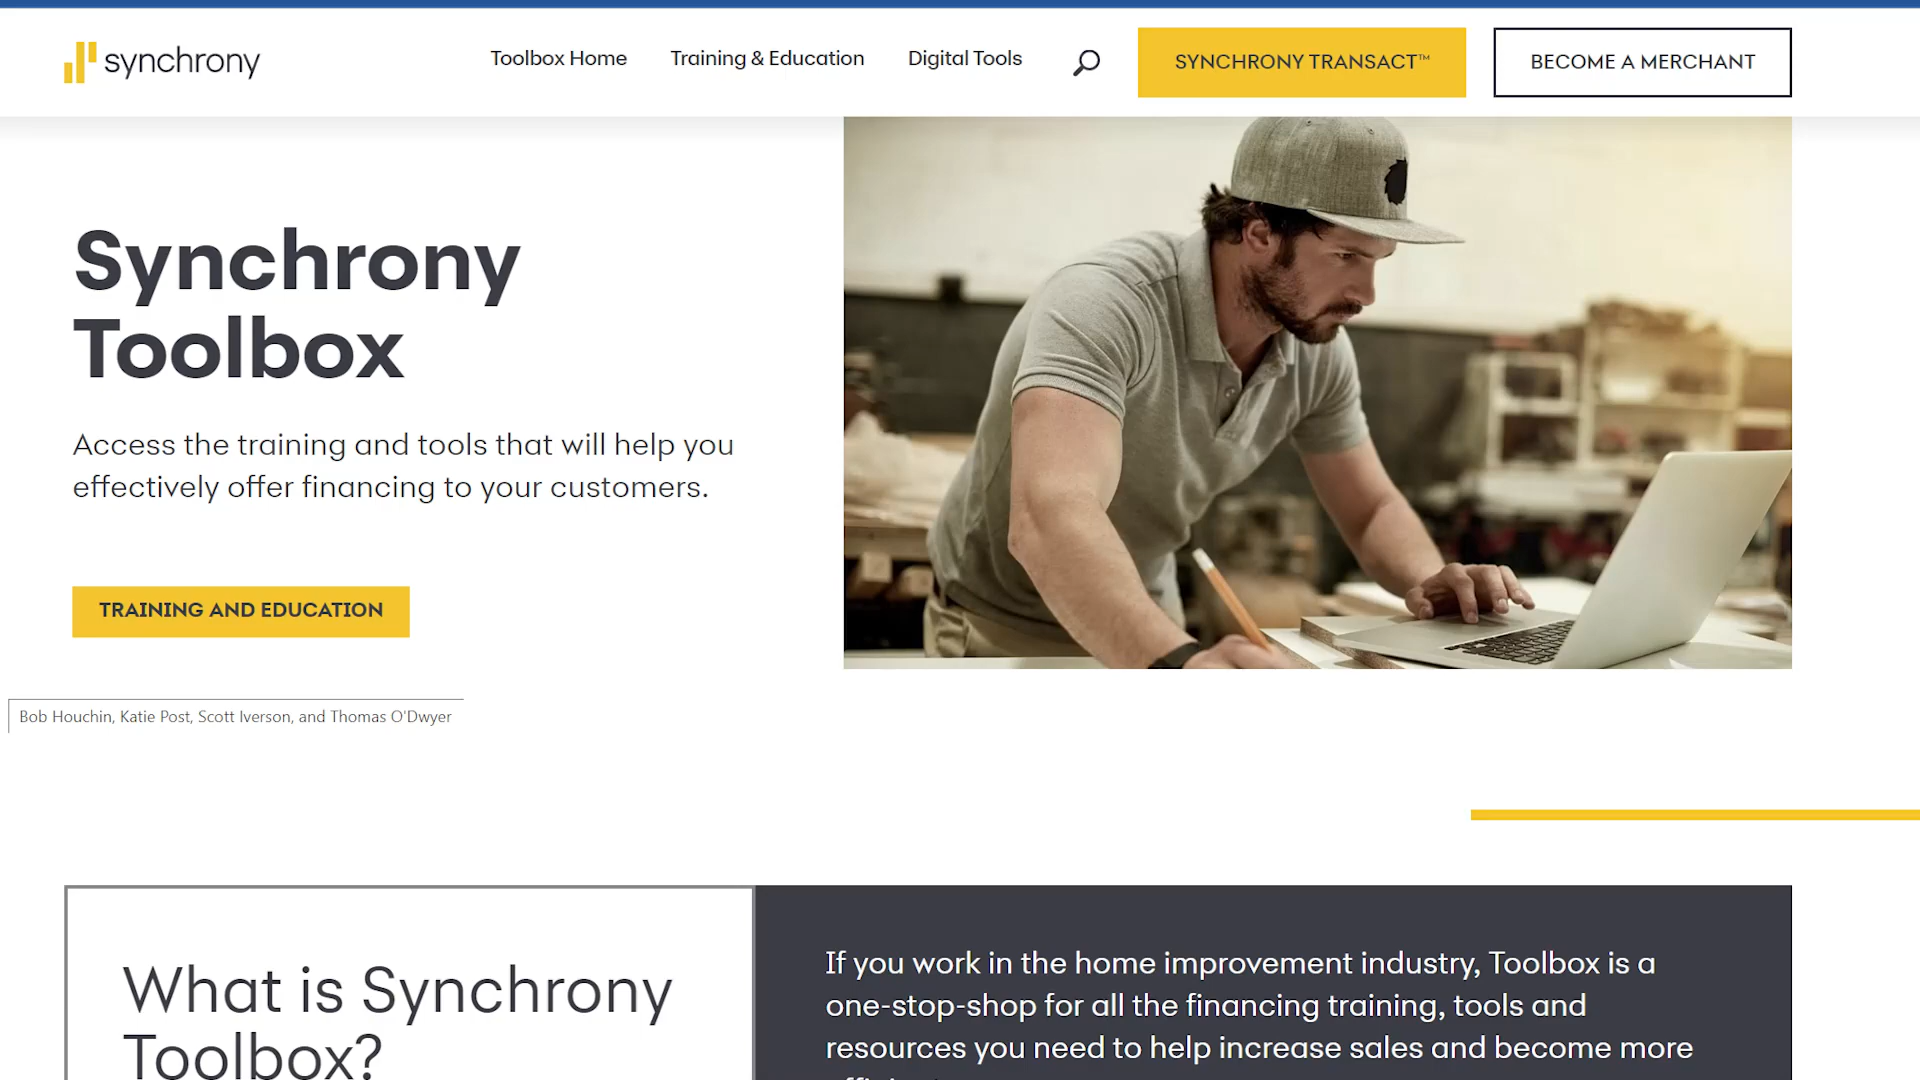 synchrony
Toolbox Home
Training & Education
Digital Tools
SYNCHRONY TRANSACT™
BECOME A MERCHANT
Synchrony
Toolbox
Access the training and tools that will help you
effectively offer financing to your customers.
TRAINING AND EDUCATION
Bob Houchin, Katie Post, Scott Iverson, and Thomas O'Dwyer
What is Synchrony
Toolbox?
If you work in the home improvement industry, Toolbox is a
one-stop-shop for all the financing training, tools and
resources you need to help increase sales and become more